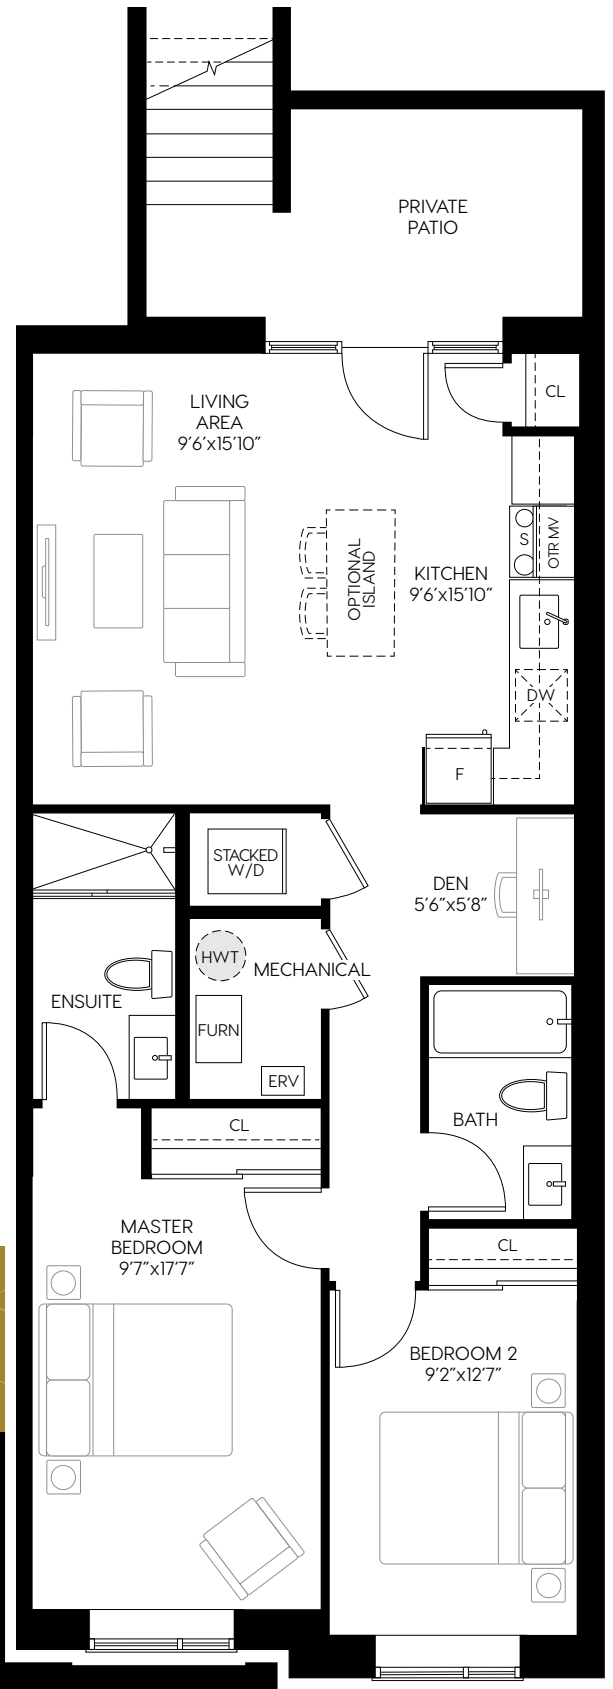 PRIVATE
PATIO
LIVING
AREA
9'6'x15'10"
CL
OTR MV
S
OPTIONAL
ISLAND
KITCHEN
9'6'x15'10"
DW
F
STACKED
W/D
DEN
5'6"x5'8"
HWT
MECHANICAL
ENSUITE
FURN
ERV
CL
BATH
MASTER
BEDROOM
9'7"x17'7"
CL
BEDROOM 2
9'2"x12'7"